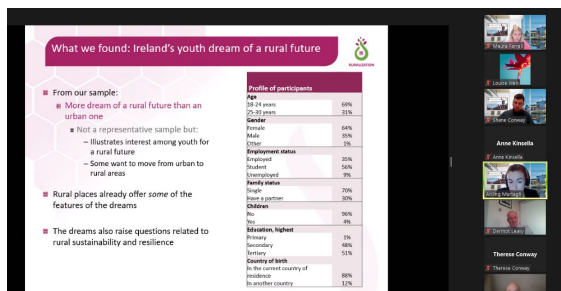 What we found: Ireland's youth dream of a rural future
RURALIZATION
From our sample:
More dream of a rural future than an
urban one
Not a representative sample but:
– Illustrates interest among youth for
a rural future
– Some want to move from urban to
rural areas
Rural places already offer some of the
features of the dreams
The dreams also raise questions related to
rural sustainability and resilience
Profile of participants
Age
18-24 years 69%
25-30 years 31%
Gender
Female 64%
Male 35%
Other 1%
Employment status
Employed 35%
Student 56%
Unemployed 9%
Family status
Single 70%
Have a partner 30%
Children
No 96%
Yes 4%
Education, highest
Primary 1%
Secondary 48%
Tertiary 51%
Country of birth
In the current country of
residence 88%
In another country 12%
Maura Farrell
Louise
Shane Conway
Anne Kinsella
Anne Kinsella
Aisling Murtagh
Dermot Leary
Therese Conway
Therese Conway